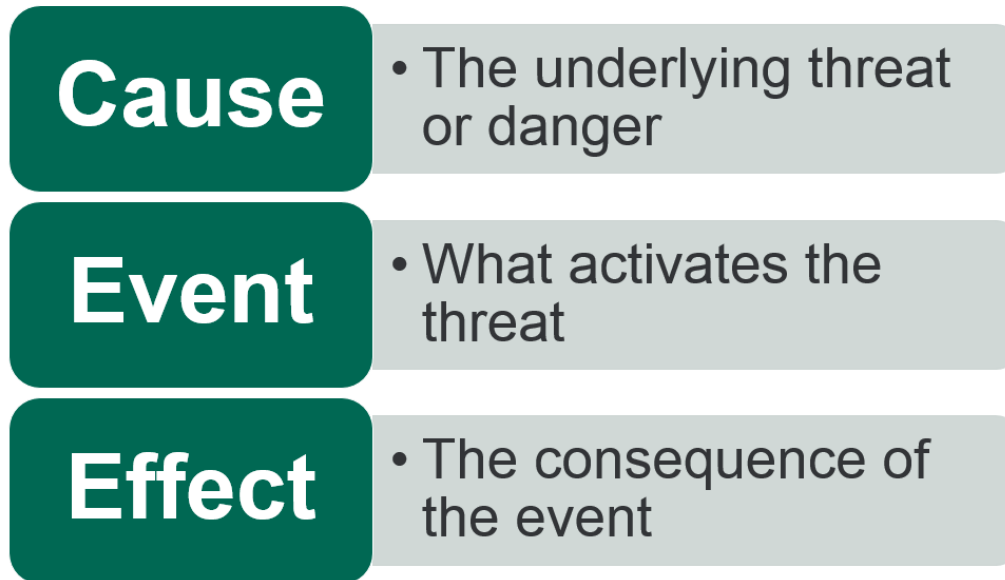 Cause
• The underlying threat
or danger
Event
• What activates the
threat
Effect
• The consequence of
the event